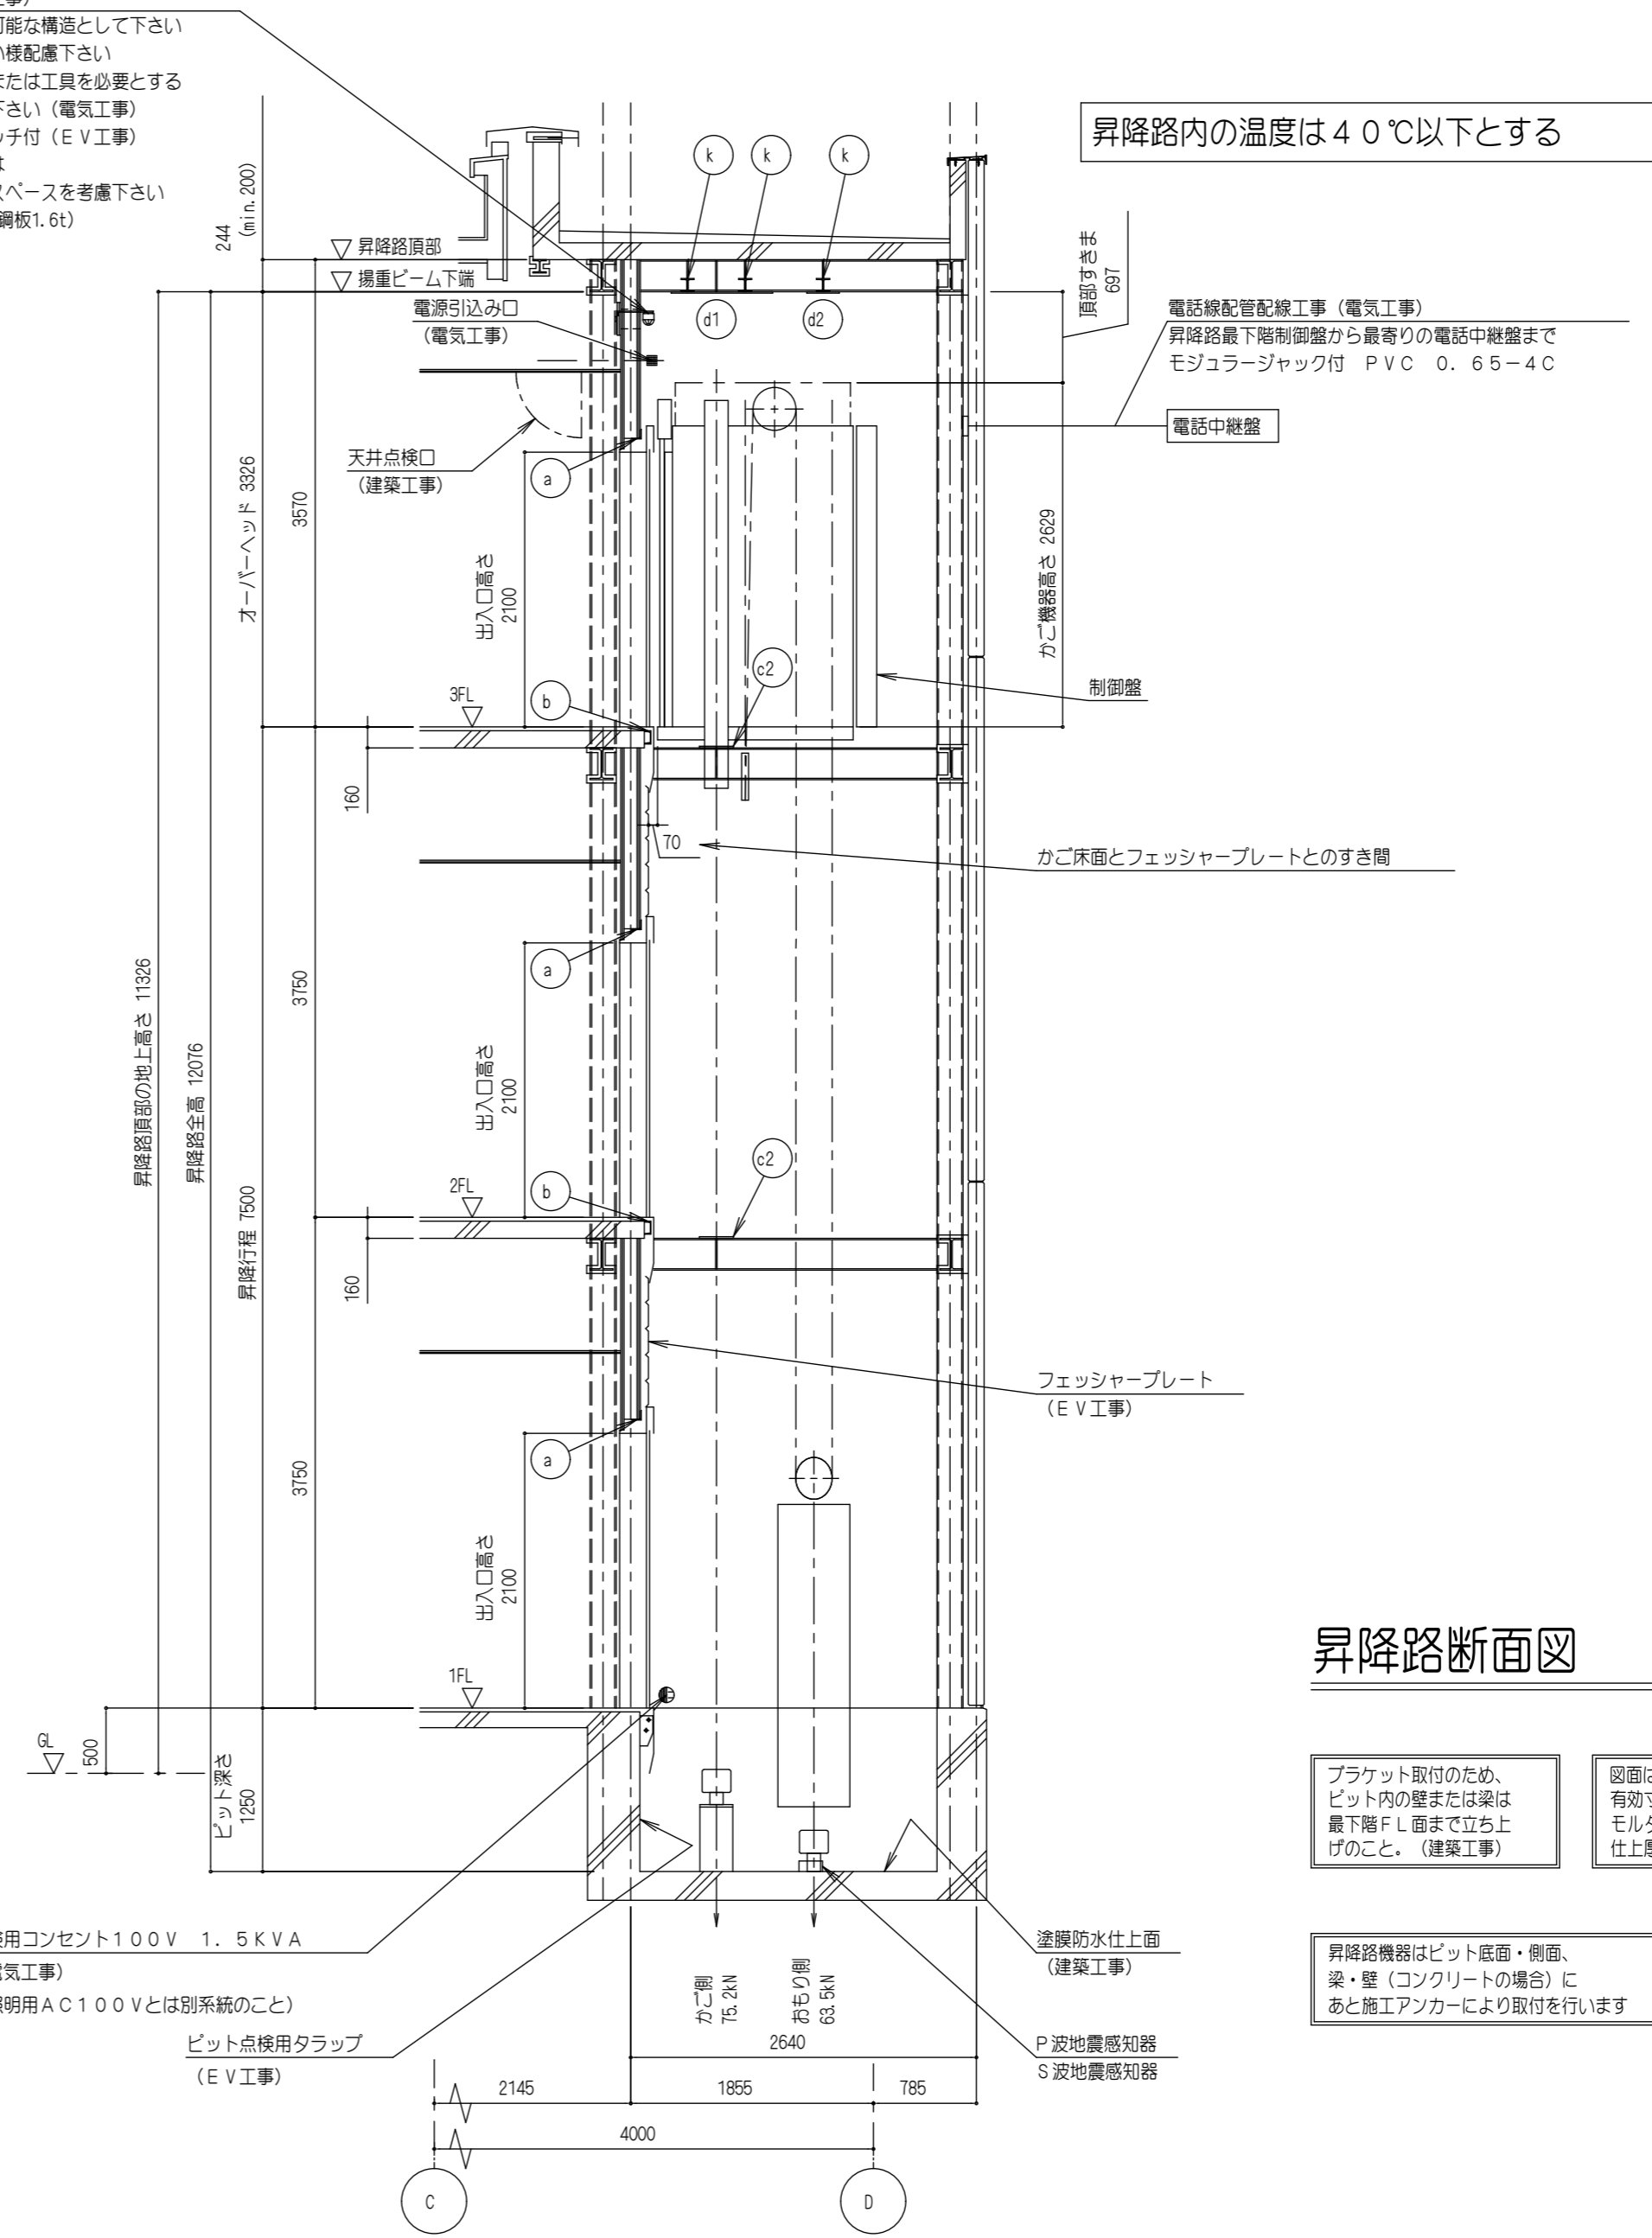 可能な構造として下さい
い様配慮下さい
または工具を必要とする
下さい（電気工事）
ッチ付（ＥＶ工事）
は
スペースを考慮下さい
鋼板1.6t)
昇降路内の温度は４０℃以下とする
k
k
k
244
(min.200)
昇降路頂部
揚重ビーム下端
電源引込み口
(電気工事)
d1
d2
頂部すきま
697
電話線配管配線工事（電気工事）
昇降路最下階制御盤から最寄りの電話中継盤まで
モジュラージャック付　ＰＶＣ　０．６５－４Ｃ
電話中継盤
天井点検口
(建築工事)
a
オーバーヘッド 3326
3570
出入口高さ
2100
かご機器高さ 2629
c2
制御盤
3FL
b
160
70
かご床面とフェッシャープレートとのすき間
a
昇降路頂部の地上高さ 11326
昇降路全高 12076
昇降行程 7500
3750
出入口高さ
2100
c2
2FL
b
160
フェッシャープレート
(ＥＶ工事)
a
3750
出入口高さ
2100
昇降路断面図
1FL
GL
500
ピット深さ
1250
ブラケット取付のため、
ピット内の壁または梁は
最下階ＦＬ面まで立ち上
げのこと。（建築工事）
図面は
有効寸
モルタ
仕上厚
検用コンセント１００Ｖ　１．５ＫＶＡ
電気工事)
照明用ＡＣ１００Ｖとは別系統のこと)
ピット点検用タラップ
(ＥＶ工事)
かご側
75.2kN
おもり側
63.5kN
塗膜防水仕上面
(建築工事)
昇降路機器はピット底面・側面、
梁・壁（コンクリートの場合）に
あと施工アンカーにより取付を行います
Ｐ波地震感知器
Ｓ波地震感知器
2640
2145
1855
785
4000
C
D